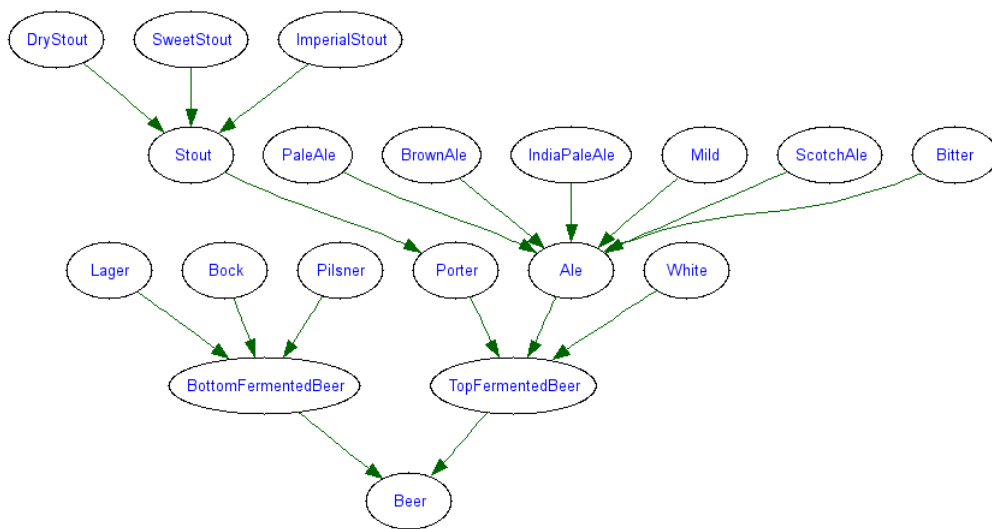 DryStout
SweetStout
ImperialStout
Stout
PaleAle
BrownAle
IndiaPaleAle
Mild
ScotchAle
Bitter
Lager
Bock
Pilsner
Porter
Ale
White
BottomFermentedBeer
TopFermentedBeer
Beer